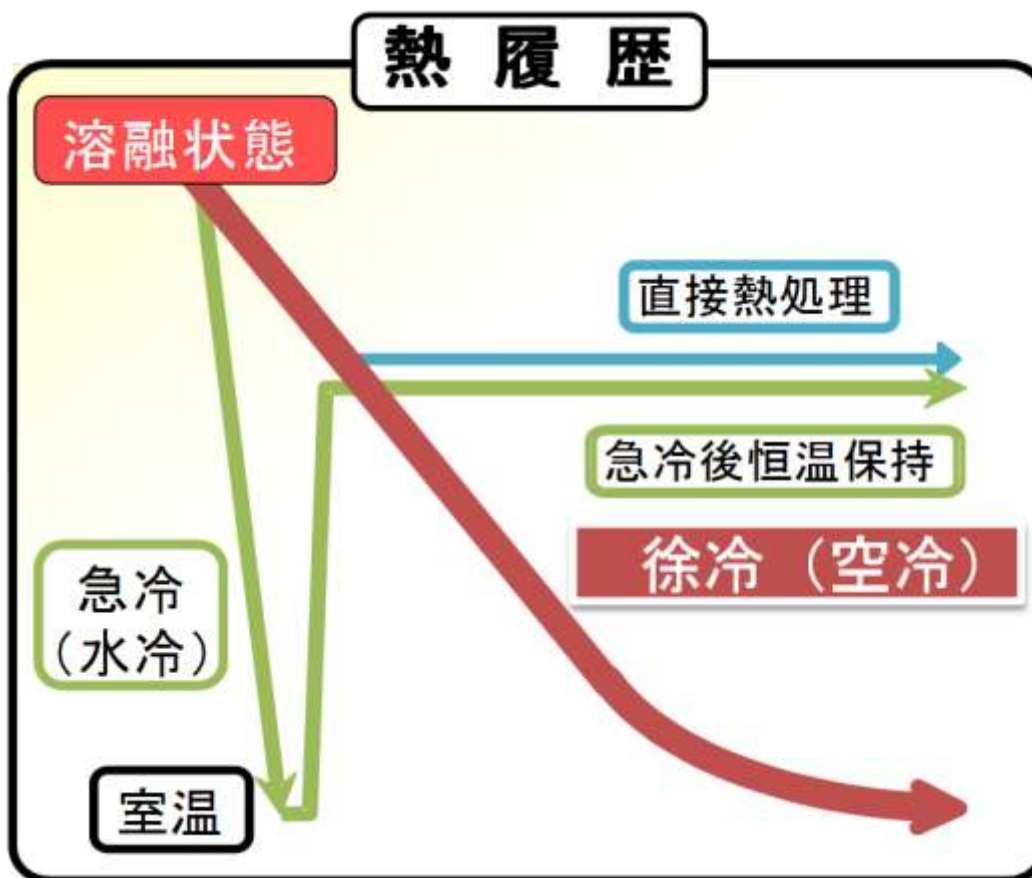 熱履歴
溶融状態
直接熱処理
急冷後恒温保持
徐冷（空冷）
急冷
（水冷）
室温